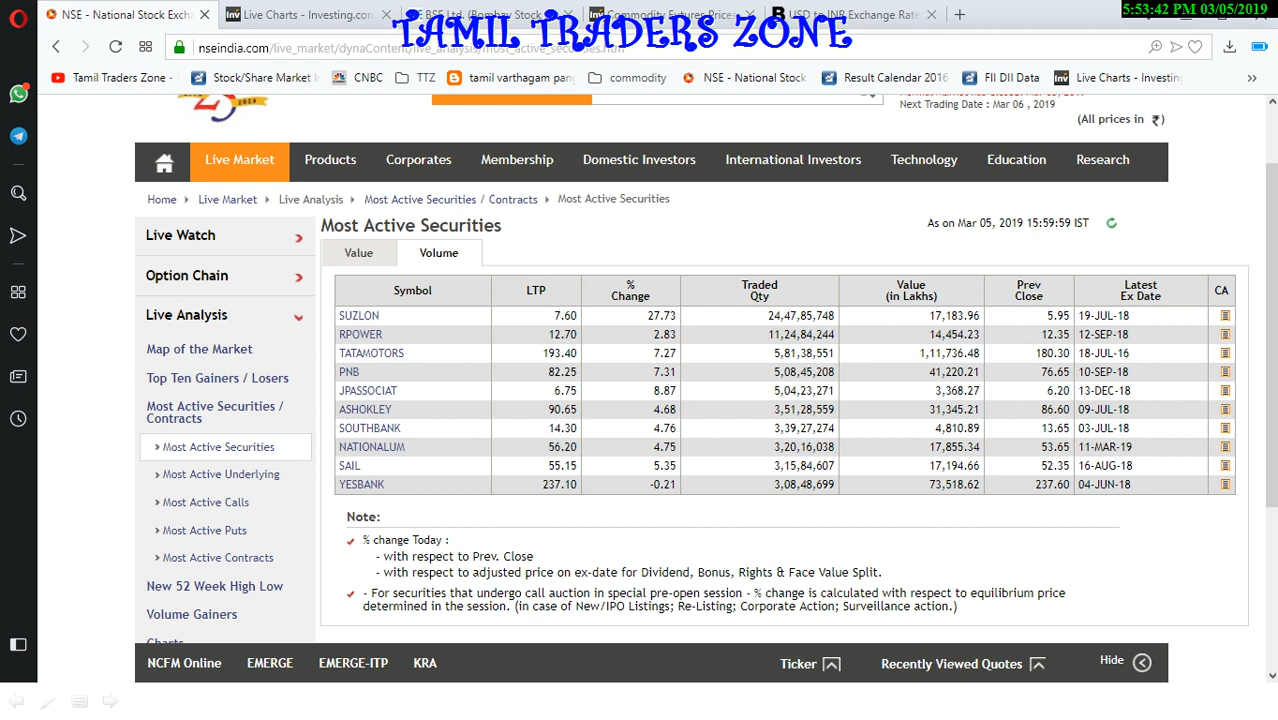 NSE - National Stock Exch
Live Charts - Investing.com
BSE Ltd. (Bombay Stock
Commodity Futures Prices
USD to INR Exchange Rate
5:53:42 PM 03/05/2019
TAMIL TRADERS ZONE
nseindia.com/live_market/dynaContent/live_analysis/most_active_securities.htm
Tamil Traders Zone -
Stock/Share Market
CNBC
TTZ
tamil varthagam pang
commodity
NSE - National Stock
Result Calendar 2016
FII DII Data
Live Charts - Investing
2019
Next Trading Date : Mar 06 , 2019
(All prices in ₹)
Live Market Products Corporates Membership Domestic Investors International Investors Technology Education Research
Home Live Market Live Analysis Most Active Securities / Contracts Most Active Securities
Live Watch
Option Chain
Live Analysis
Map of the Market
Top Ten Gainers / Losers
Most Active Securities /
Contracts
Most Active Securities
Most Active Underlying
Most Active Calls
Most Active Puts
Most Active Contracts
New 52 Week High Low
Volume Gainers
Charts
Most Active Securities
As on Mar 05, 2019 15:59:59 IST
Value Volume
Symbol LTP % Change Traded Qty Value (in Lakhs) Prev Close Latest Ex Date CA
SUZLON 7.60 27.73 24,47,85,748 17,183.96 5.95 19-JUL-18
RPOWER 12.70 2.83 11,24,84,244 14,454.23 12.35 12-SEP-18
TATAMOTORS 193.40 7.27 5,81,38,551 1,11,736.48 180.30 18-JUL-16
PNB 82.25 7.31 5,08,45,208 41,220.21 76.65 10-SEP-18
JPASSOCIAT 6.75 8.87 5,04,23,271 3,368.27 6.20 13-DEC-18
ASHOKLEY 90.65 4.68 3,51,28,559 31,345.21 86.60 09-JUL-18
SOUTHBANK 14.30 4.76 3,39,27,274 4,810.89 13.65 03-JUL-18
NATIONALUM 56.20 4.75 3,20,16,038 17,855.34 53.65 11-MAR-19
SAIL 55.15 5.35 3,15,84,607 17,194.66 52.35 16-AUG-18
YESBANK 237.10 -0.21 3,08,48,699 73,518.62 237.60 04-JUN-18
Note:
% change Today :
- with respect to Prev. Close
- with respect to adjusted price on ex-date for Dividend, Bonus, Rights & Face Value Split.
- For securities that undergo call auction in special pre-open session - % change is calculated with respect to equilibrium price
determined in the session. (in case of New/IPO Listings; Re-Listing; Corporate Action; Surveillance action.)
NCFM Online EMERGE EMERGE-ITP KRA Ticker Recently Viewed Quotes Hide